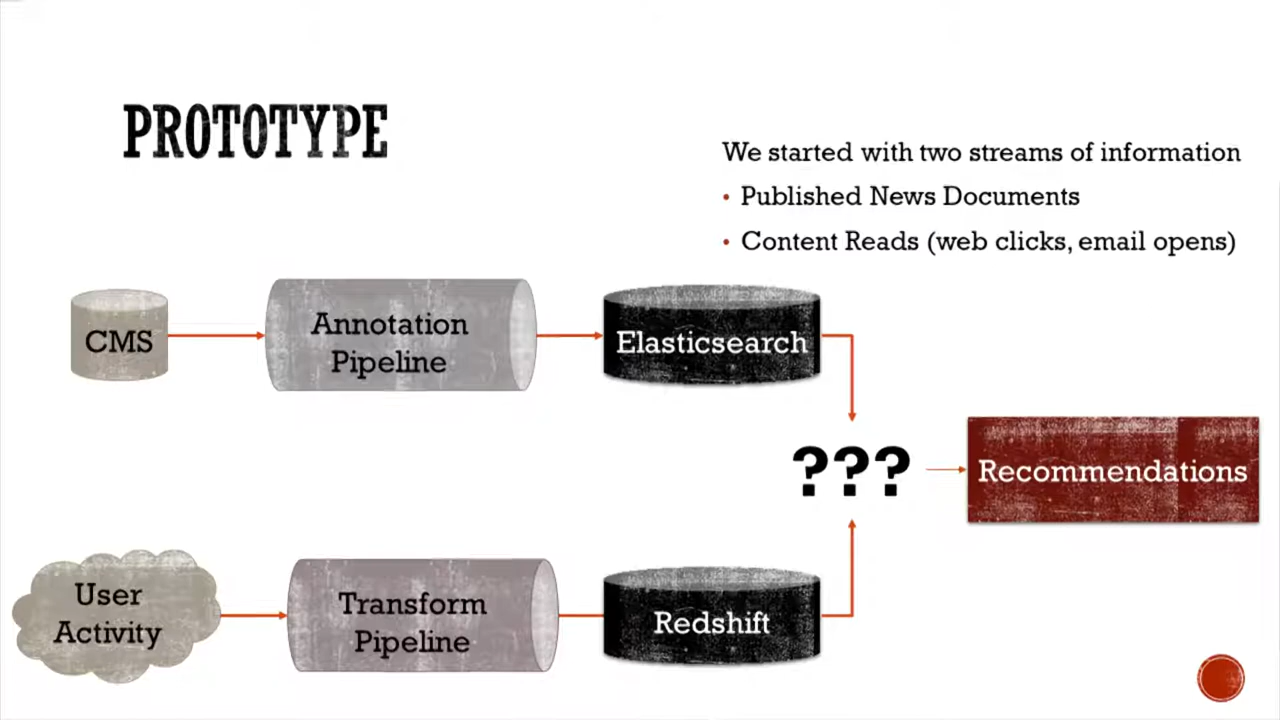 PROTOTYPE
We started with two streams of information
• Published News Documents
• Content Reads (web clicks, email opens)
CMS
Annotation
Pipeline
Elasticsearch
???
Recommendations
User
Activity
Transform
Pipeline
Redshift